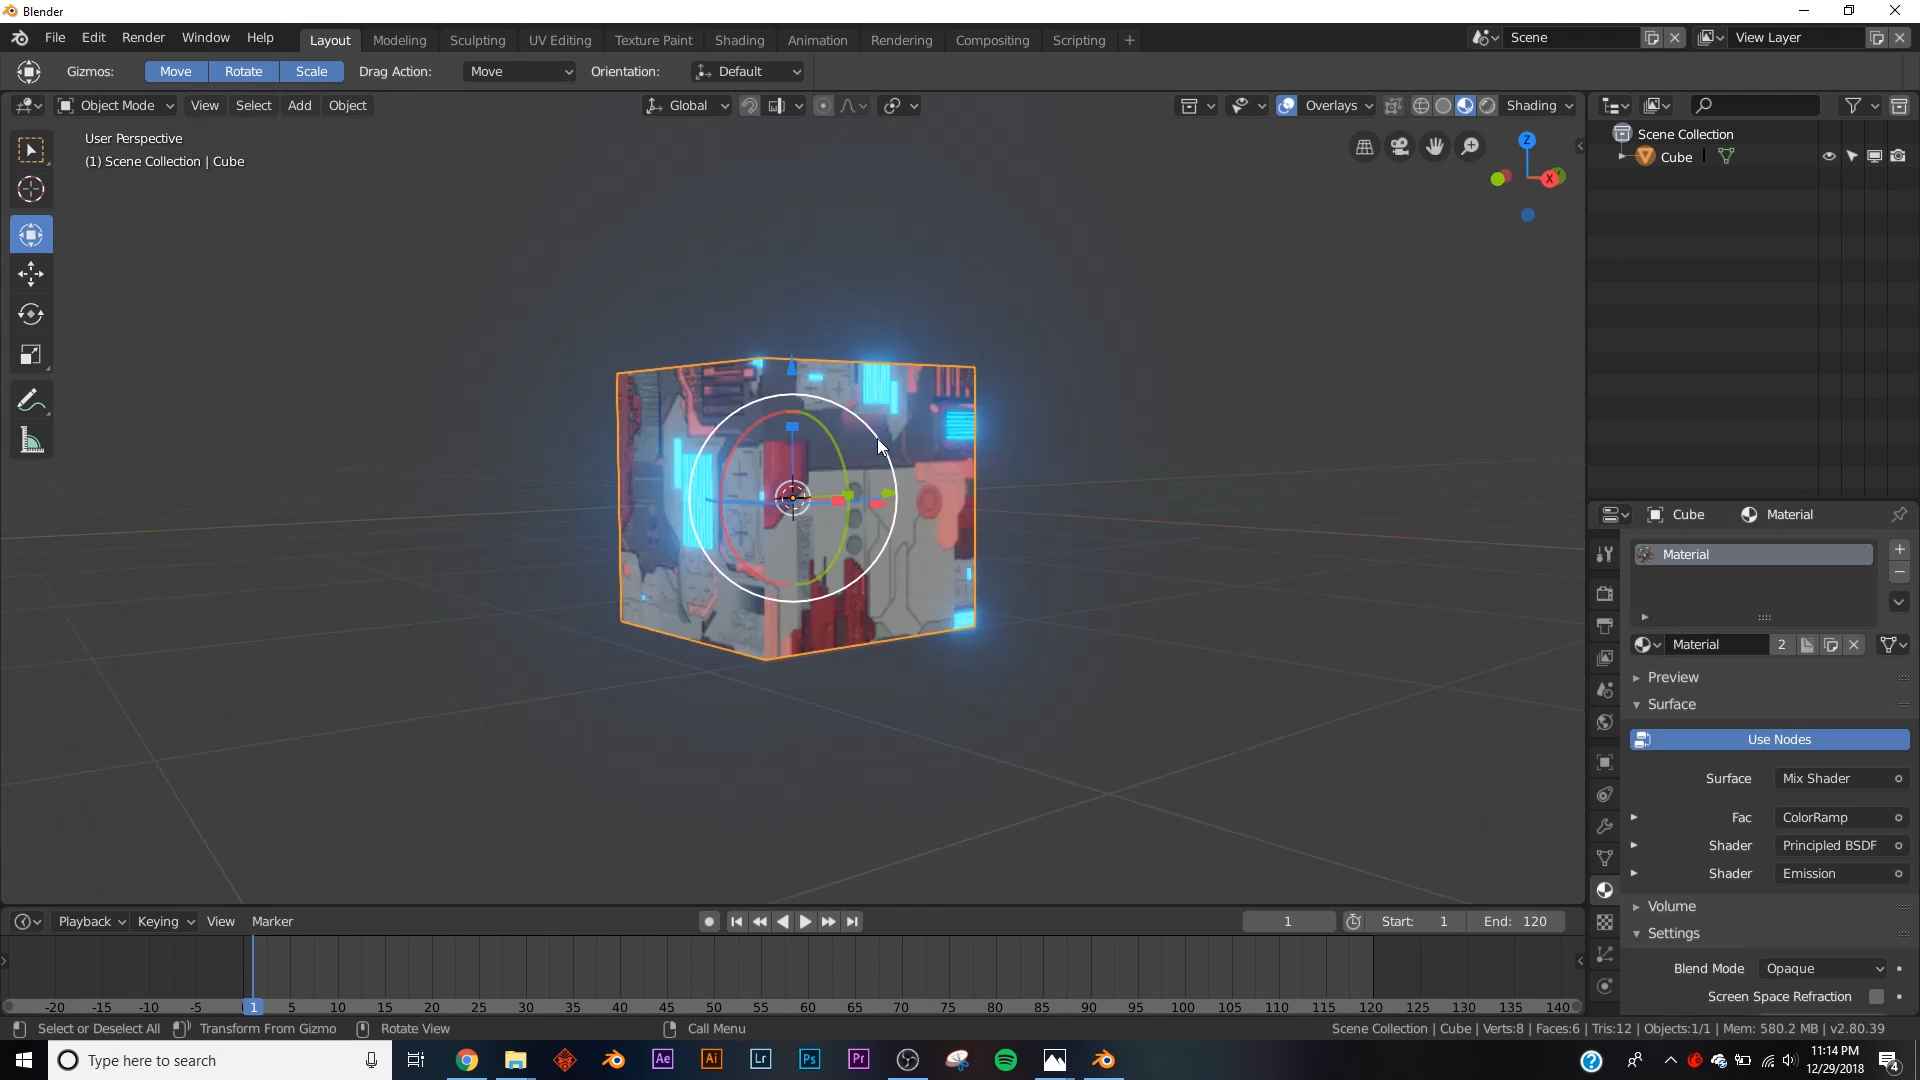 Blender
File Edit Render Window Help Layout Modeling Sculpting UV Editing Texture Paint Shading Animation Rendering Compositing Scripting + Scene View Layer
Gizmos: Move Rotate Scale Drag Action: Move Orientation: Default
Object Mode View Select Add Object Global Overlays Shading
User Perspective
(1) Scene Collection | Cube
Z
X
Scene Collection
Cube
Cube Material
Material
Material 2
Preview
Surface
Use Nodes
Surface Mix Shader
Fac ColorRamp
Shader Principled BSDF
Shader Emission
Volume
Settings
Blend Mode Opaque
Screen Space Refraction
Playback Keying View Marker 1 Start: 1 End: 120
-20 -15 -10 -5 1 5 10 15 20 25 30 35 40 45 50 55 60 65 70 75 80 85 90 95 100 105 110 115 120 125 130 135 140
Select or Deselect All Transform From Gizmo Rotate View Call Menu Scene Collection | Cube | Verts:8 | Faces:6 | Tris:12 | Objects:1/1 | Mem: 580.2 MB | v2.80.39
Type here to search Ae Ai Lr Ps Pr 11:14 PM
12/29/2018 4